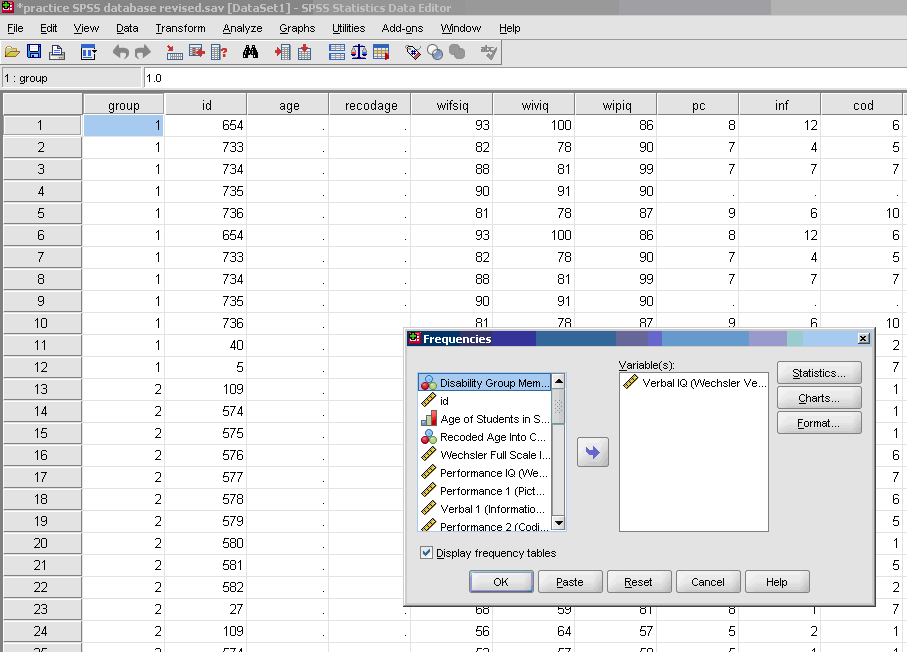 *practice SPSS database revised.sav [DataSet1] - SPSS Statistics Data Editor
File Edit View Data Transform Analyze Graphs Utilities Add-ons Window Help
1 : group 1.0
group id age recodage wifsiq wiviq wipiq pc inf cod
1 1 654 . . 93 100 86 8 12 6
2 1 733 . . 82 78 90 7 4 5
3 1 734 . . 88 81 99 7 7 7
4 1 735 . . 90 91 90 . . .
5 1 736 . . 81 78 87 9 6 10
6 1 654 . . 93 100 86 8 12 6
7 1 733 . . 82 78 90 7 4 5
8 1 734 . . 88 81 99 7 7 7
9 1 735 . . 90 91 90 . . .
10 1 736 . . 81 78 87 9 6 10
11 1 40 . 2
12 1 5 . 7
13 2 109 . 1
14 2 574 . 1
15 2 575 . 1
16 2 576 . 6
17 2 577 . 7
18 2 578 . 6
19 2 579 . 5
20 2 580 . 1
21 2 581 . 5
22 2 582 . 2
23 2 27 . 68 59 81 8 1 7
24 2 109 . . 56 64 57 5 2 1
Frequencies
Disability Group Mem...
id
Age of Students in S...
Recoded Age Into C...
Wechsler Full Scale I...
Performance IQ (We...
Performance 1 (Pict...
Verbal 1 (Informatio...
Performance 2 (Codi...
Variable(s):
Verbal IQ (Wechsler Ve...
Statistics...
Charts...
Format...
Display frequency tables
OK Paste Reset Cancel Help